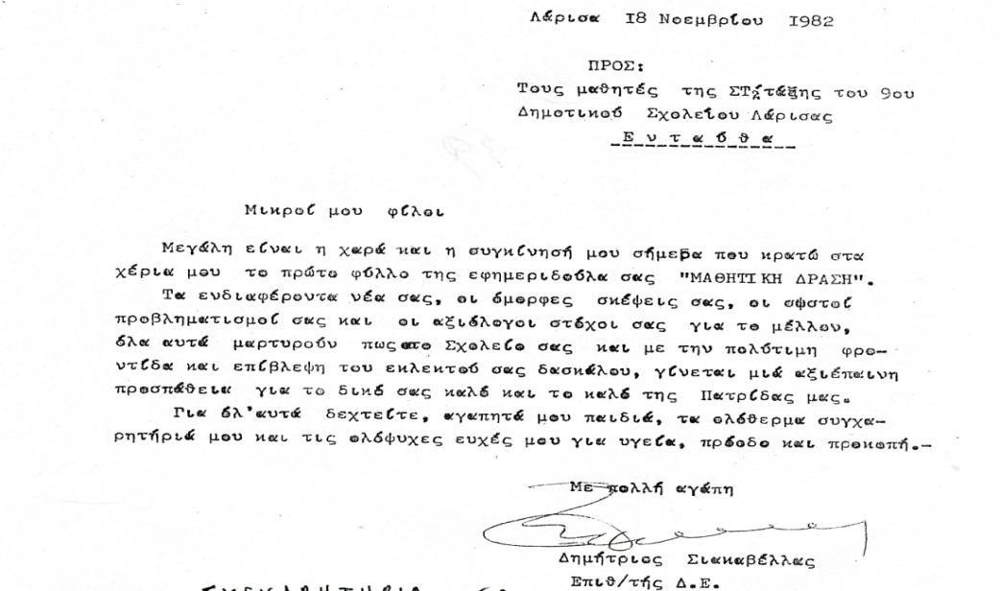 Λάρισα 18 Νοεμβρίου 1982
ΠΡΟΣ:
Τους μαθητές της ΣΤ΄τάξης του 9ου
Δημοτικού Σχολείου Λάρισας
Ε ν τ α ύ θ α
Μικροί μου φίλοι
Μεγάλη είναι η χαρά και η συγκίνησή μου σήμερα που κρατώ στα
χέρια μου το πρώτο φύλλο της εφημεριδούλα σας "ΜΑΘΗΤΙΚΗ ΔΡΑΣΗ".
Τα ενδιαφέροντα νέα σας, οι όμορφες σκέψεις σας, οι σψστοί
προβληματισμοί σας και οι αξιόλογοι στόχοι σας για το μέλλον,
όλα αυτά μαρτυρούν πως στο Σχολείο σας και με την πολύτιμη φρο-
ντίδα και επίβλεψη του εκλεκτού σας δασκάλου, γίνεται μιά αξιέπαινη
προσπάθεια για το δικό σας καλό και το καλό της Πατρίδας μας.
Για όλ'αυτά δεχτείτε, αγαπητά μου παιδιά, τα ολόθερμα συγχα-
ρητήριά μου και τις ολόψυχες ευχές μου για υγεία, πρόοδο και προκοπή.-
Με πολλή αγάπη
Δημήτριος Σιακαβέλλας
Επιθ/τής Δ.Ε.